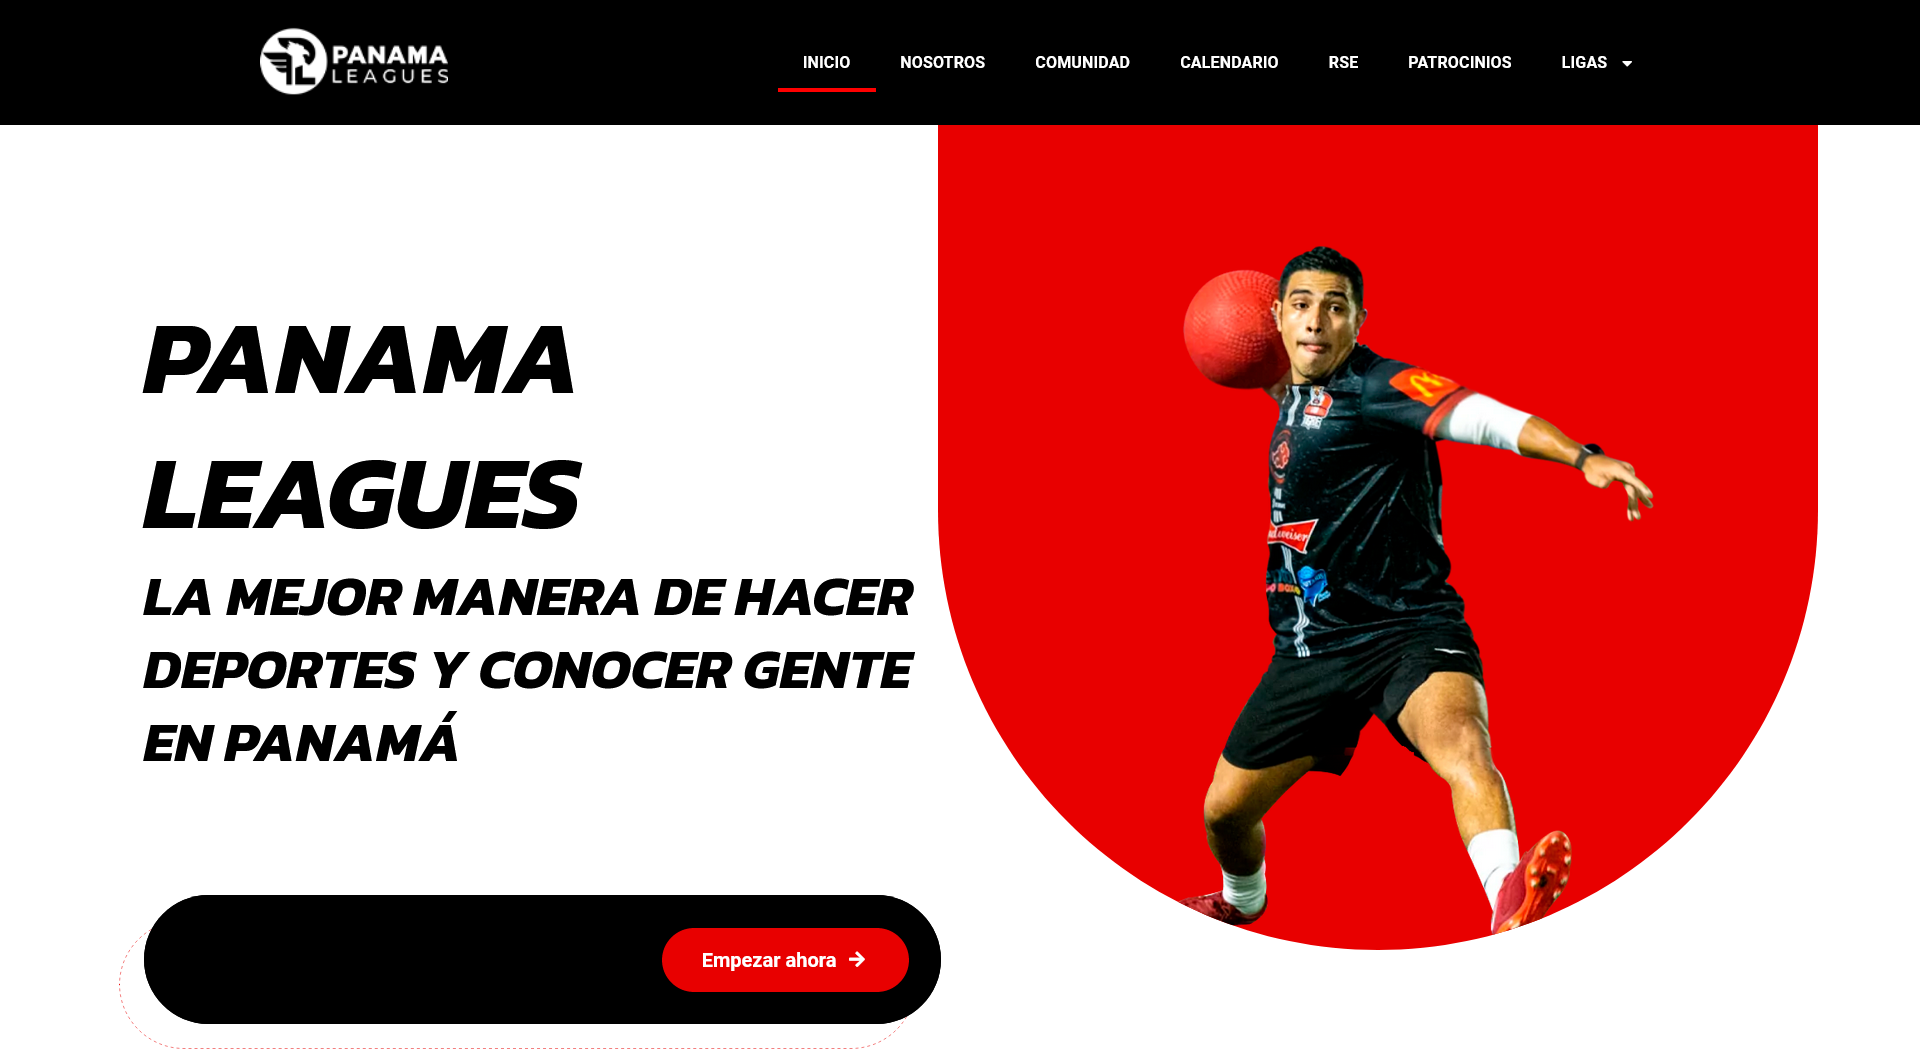 PANAMA
LEAGUES
INICIO
NOSOTROS
COMUNIDAD
CALENDARIO
RSE
PATROCINIOS
LIGAS
PANAMA
LEAGUES
LA MEJOR MANERA DE HACER
DEPORTES Y CONOCER GENTE
EN PANAMÁ
Empezar ahora